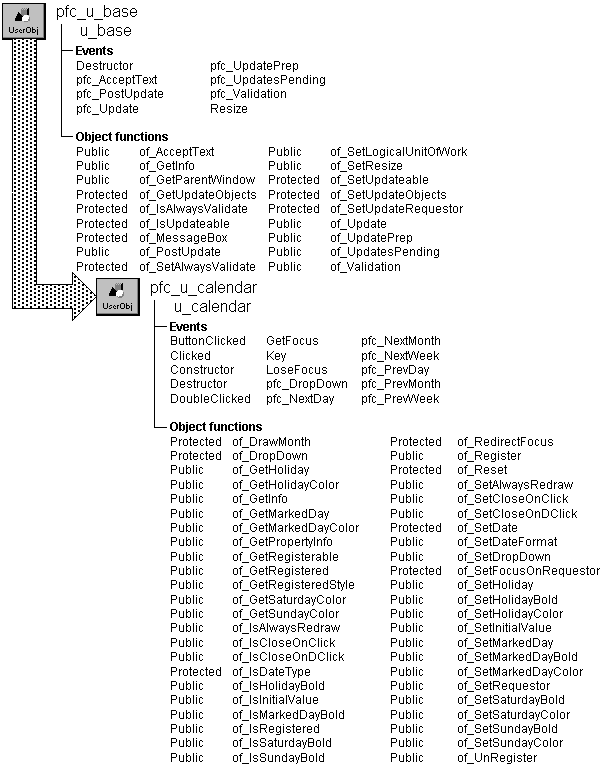 UserObj
pfc_u_base
u_base
Events
Destructor pfc_UpdatePrep
pfc_AcceptText pfc_UpdatesPending
pfc_PostUpdate pfc_Validation
pfc_Update Resize
Object functions
Public of_AcceptText Public of_SetLogicalUnitOfWork
Public of_GetInfo Public of_SetResize
Public of_GetParentWindow Protected of_SetUpdateable
Protected of_GetUpdateObjects Protected of_SetUpdateObjects
Protected of_IsAlwaysValidate Protected of_SetUpdateRequestor
Protected of_IsUpdateable Public of_Update
Protected of_MessageBox Public of_UpdatePrep
Public of_PostUpdate Public of_UpdatesPending
Protected of_SetAlwaysValidate Public of_Validation
UserObj
pfc_u_calendar
u_calendar
Events
ButtonClicked GetFocus pfc_NextMonth
Clicked Key pfc_NextWeek
Constructor LoseFocus pfc_PrevDay
Destructor pfc_DropDown pfc_PrevMonth
DoubleClicked pfc_NextDay pfc_PrevWeek
Object functions
Protected of_DrawMonth Protected of_RedirectFocus
Protected of_DropDown Public of_Register
Public of_GetHoliday Protected of_Reset
Public of_GetHolidayColor Public of_SetAlwaysRedraw
Public of_GetInfo Public of_SetCloseOnClick
Public of_GetMarkedDay Public of_SetCloseOnDClick
Public of_GetMarkedDayColor Protected of_SetDate
Public of_GetPropertyInfo Public of_SetDateFormat
Public of_GetRegisterable Public of_SetDropDown
Public of_GetRegistered Protected of_SetFocusOnRequestor
Public of_GetRegisteredStyle Public of_SetHoliday
Public of_GetSaturdayColor Public of_SetHolidayBold
Public of_GetSundayColor Public of_SetHolidayColor
Public of_IsAlwaysRedraw Public of_SetInitialValue
Public of_IsCloseOnClick Public of_SetMarkedDay
Public of_IsCloseOnDClick Public of_SetMarkedDayBold
Protected of_IsDateType Public of_SetMarkedDayColor
Public of_IsHolidayBold Public of_SetRequestor
Public of_IsInitialValue Public of_SetSaturdayBold
Public of_IsMarkedDayBold Public of_SetSaturdayColor
Public of_IsRegistered Public of_SetSundayBold
Public of_IsSaturdayBold Public of_SetSundayColor
Public of_IsSundayBold Public of_UnRegister